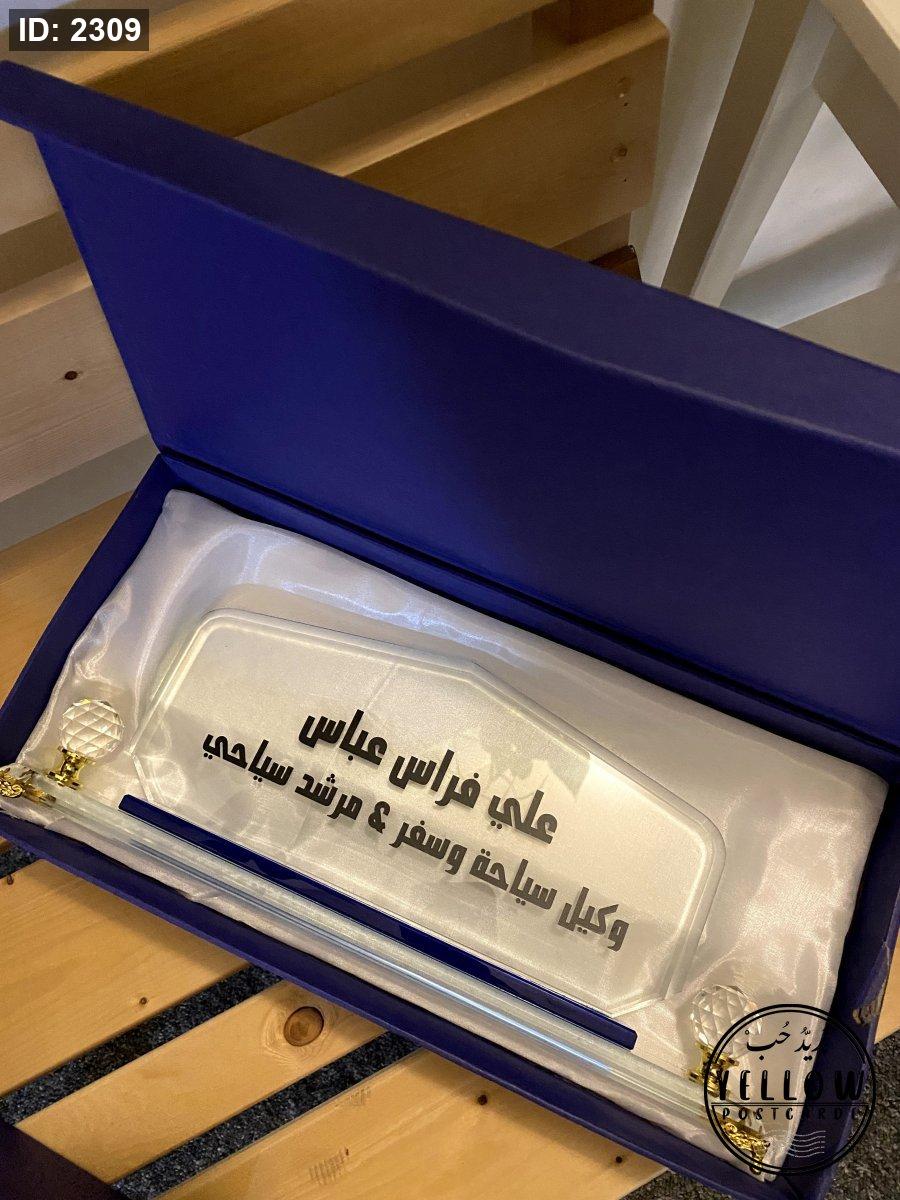 ID: 2309
علي فراس عباس
وكيل سياحة وسفر & مرشد سياحي
YELLOW
POSTCARDS